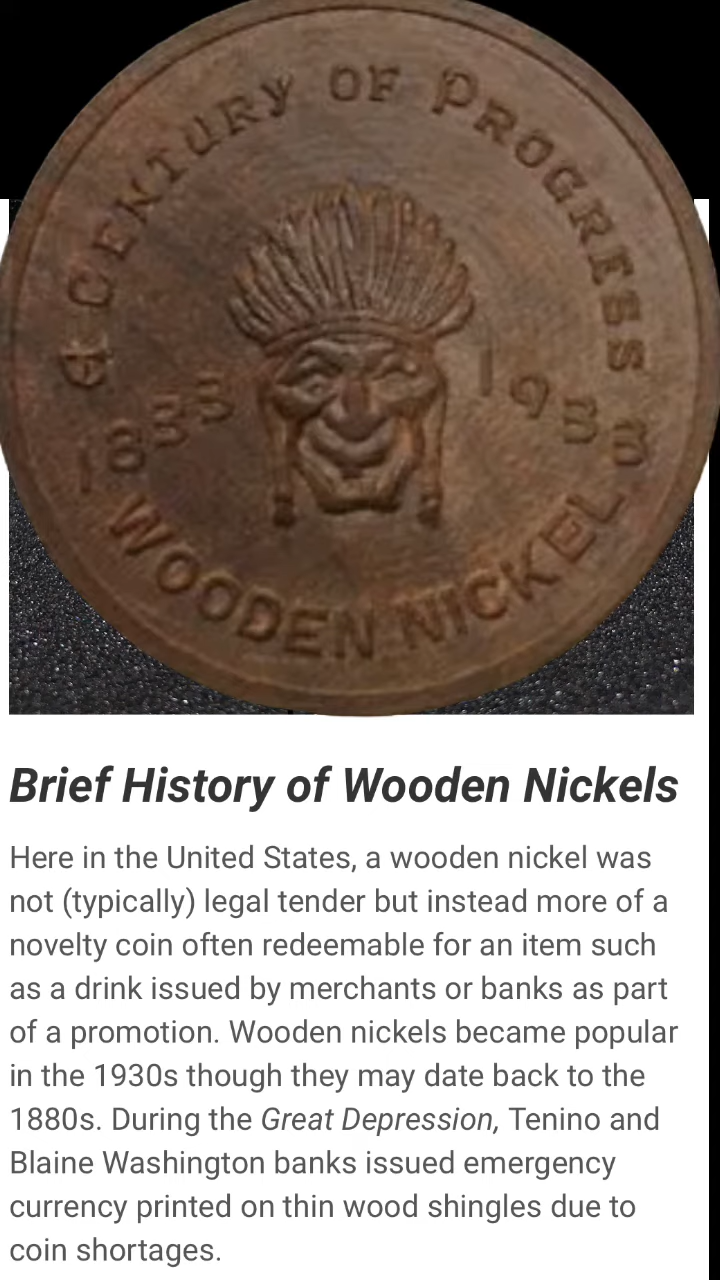 CENTURY OF PROGRESS
1833 1933
WOODEN NICKEL
Brief History of Wooden Nickels
Here in the United States, a wooden nickel was
not (typically) legal tender but instead more of a
novelty coin often redeemable for an item such
as a drink issued by merchants or banks as part
of a promotion. Wooden nickels became popular
in the 1930s though they may date back to the
1880s. During the Great Depression, Tenino and
Blaine Washington banks issued emergency
currency printed on thin wood shingles due to
coin shortages.